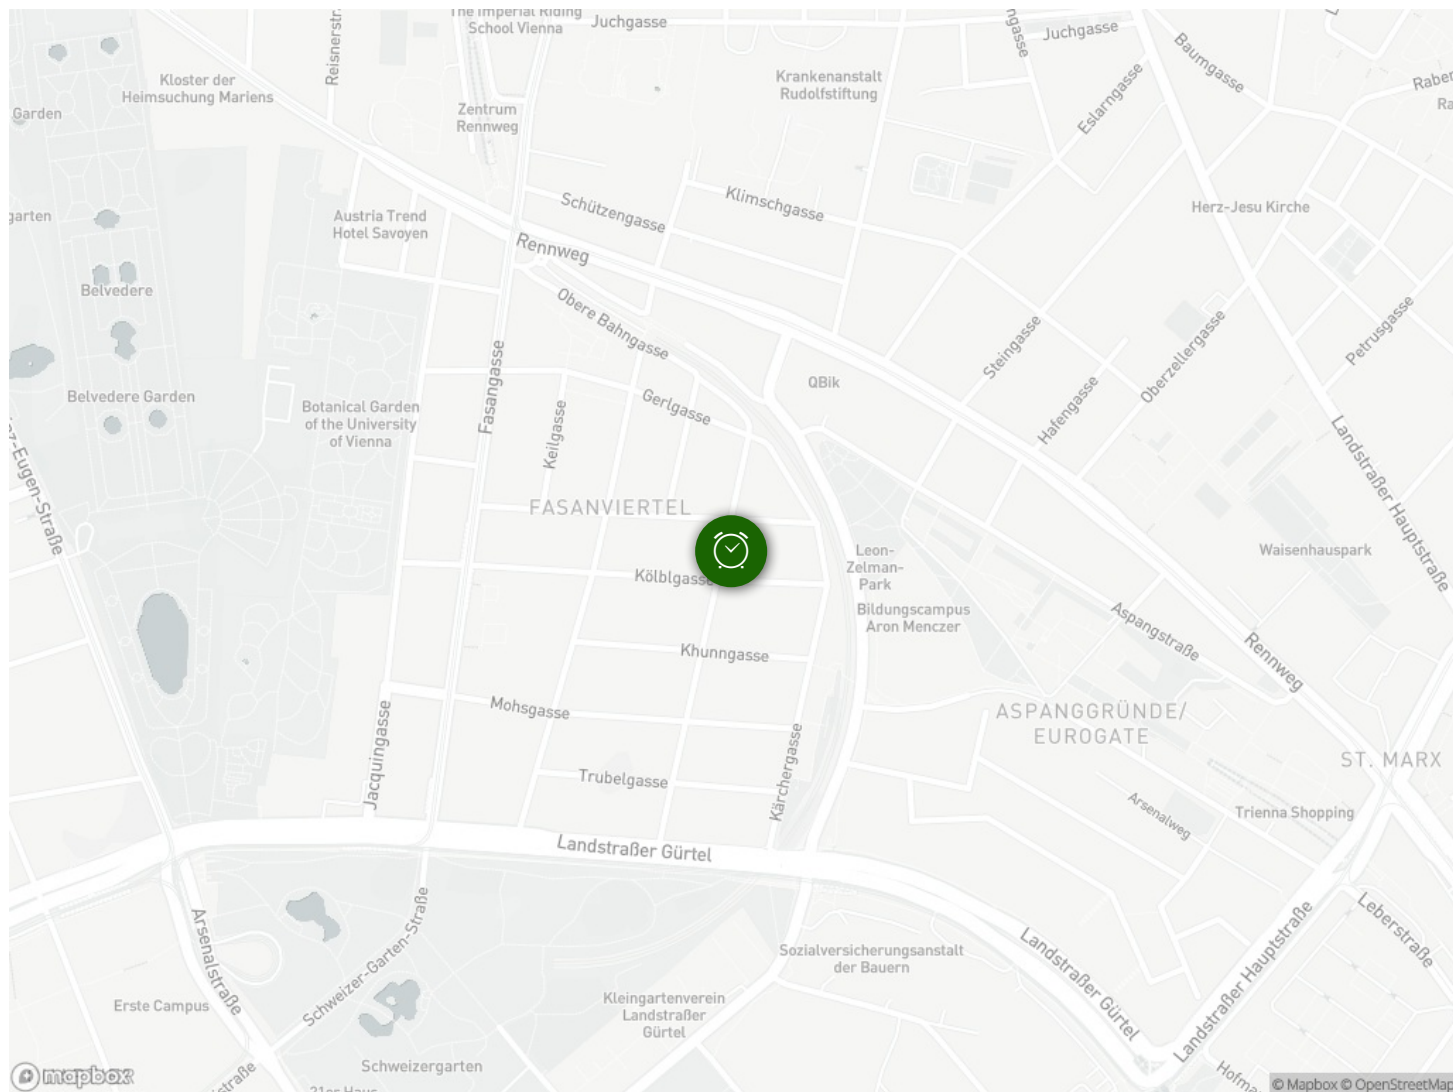 The Imperial Riding
School Vienna
Juchgasse
Juchgasse
Baumgasse
Reisnerstr
Kloster der
Heimsuchung Mariens
Krankenanstalt
Rudolfstiftung
Eslarngasse
Garden
Zentrum
Rennweg
Klimschgasse
Schützengasse
Herz-Jesu Kirche
Austria Trend
Hotel Savoyen
Rennweg
Belvedere
Obere Bahngasse
Steingasse
Oberzellergasse
Petrusgasse
Fasangasse
QBik
Belvedere Garden
Botanical Garden
of the University
of Vienna
Gerlgasse
Keilgasse
Hafengasse
Landstraßer Hauptstraße
z-Eugen-Straße
FASANVIERTEL
Leon-
Zelman-
Park
Waisenhauspark
Kölblgasse
Bildungscampus
Aron Menczer
Aspangstraße
Khunngasse
Rennweg
Mohsgasse
ASPANGGRÜNDE/
EUROGATE
Jacquingasse
Kärchergasse
ST. MARX
Trubelgasse
Arsenalweg
Trienna Shopping
Landstraßer Gürtel
Leberstraße
Arsenalstraße
Schweizer-Garten-Straße
Sozialversicherungsanstalt
der Bauern
Landstraßer Gürtel
Landstraßer Hauptstraße
Erste Campus
Kleingartenverein
Landstraßer
Gürtel
Schweizergarten
21er Haus
mapbox
© Mapbox © OpenStreetMap